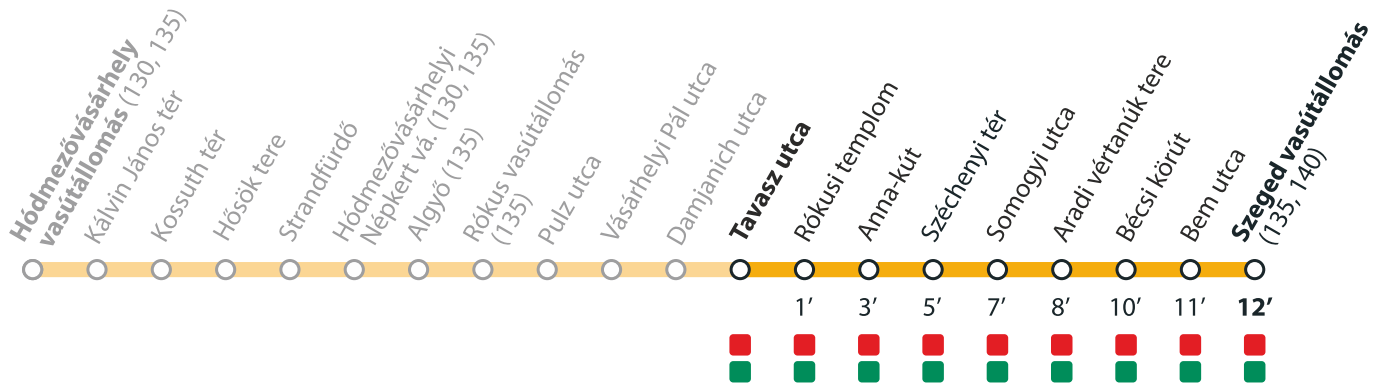 Hódmezővásárhely
vasútállomás (130, 135)
Kálvin János tér
Kossuth tér
Hősök tere
Strandfürdő
Hódmezővásárhelyi
Népkert vá. (130, 135)
Algyő (135)
Rókus vasútállomás
(135)
Pulz utca
Vásárhelyi Pál utca
Damjanich utca
Tavasz utca
Rókusi templom
Anna-kút
Széchenyi tér
Somogyi utca
Aradi vértanúk tere
Bécsi körút
Bem utca
Szeged vasútállomás
(135, 140)
1’ 3’ 5’ 7’ 8’ 10’ 11’ 12’